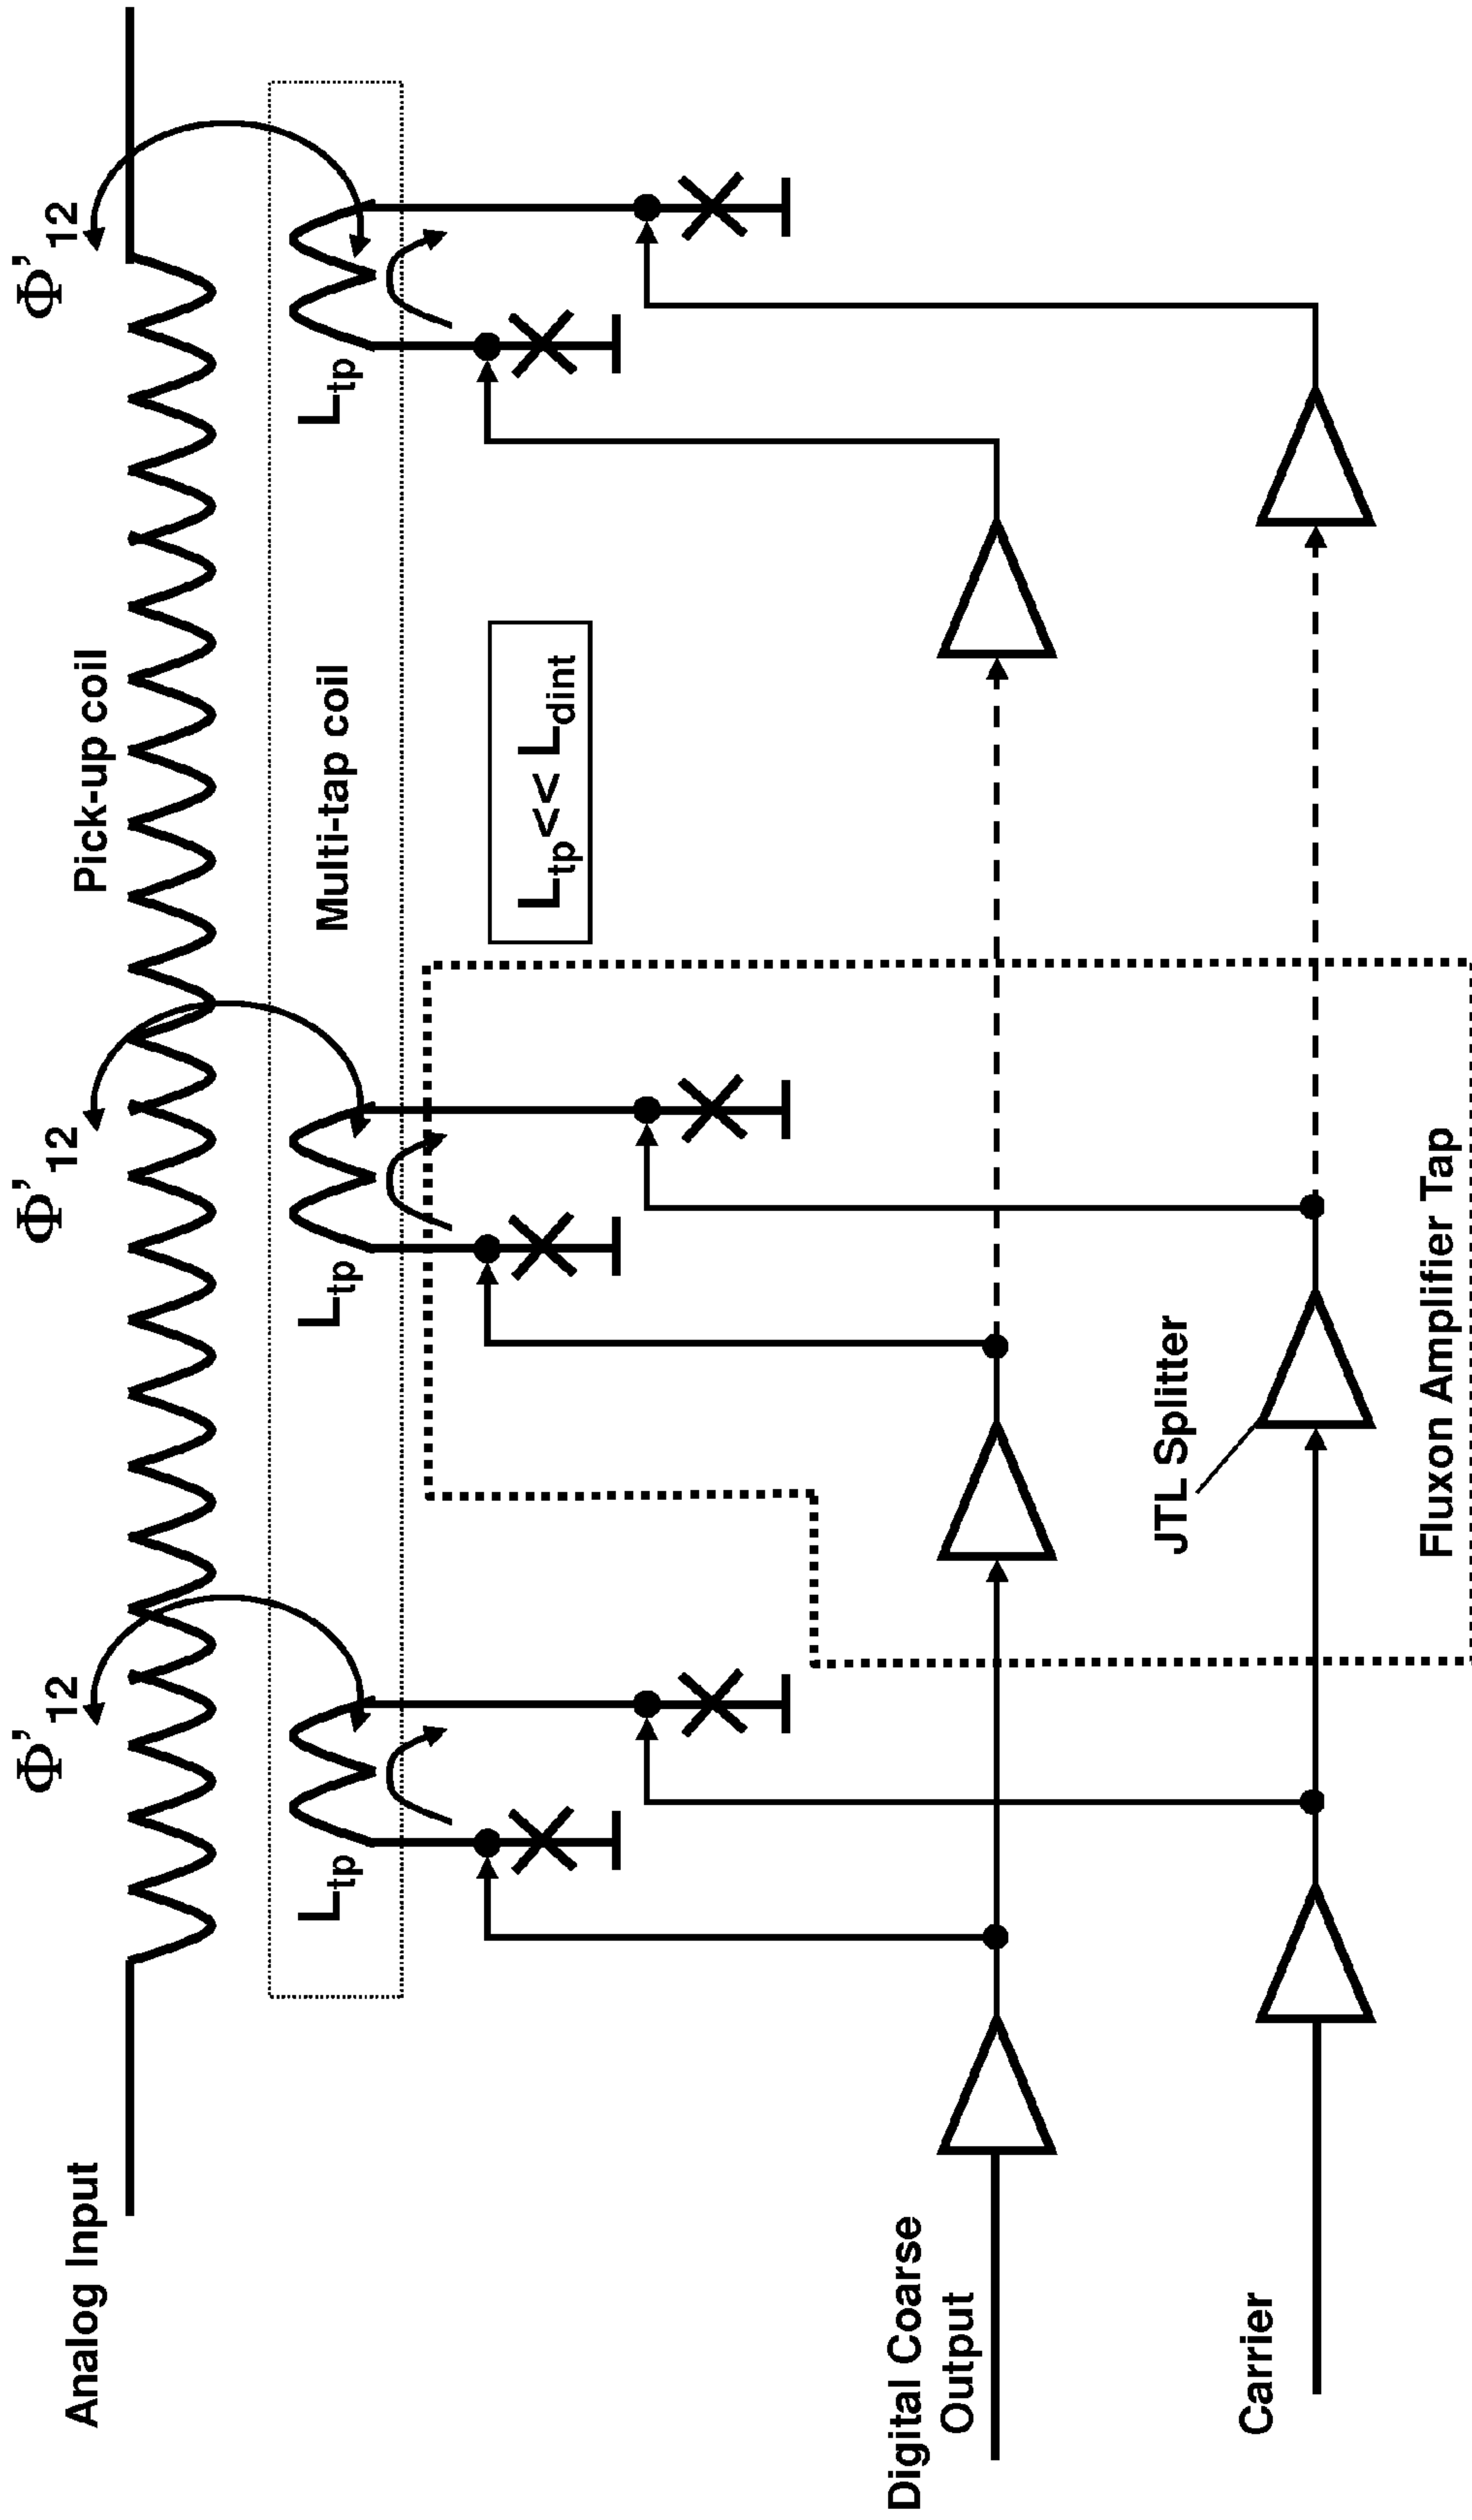 Φ'12
Φ'12
Φ'12
Analog Input
Pick-up coil
Ltp
Ltp
Ltp
Multi-tap coil
Ltp << Ldint
Digital Coarse
Output
JTL Splitter
Carrier
Fluxon Amplifier Tap